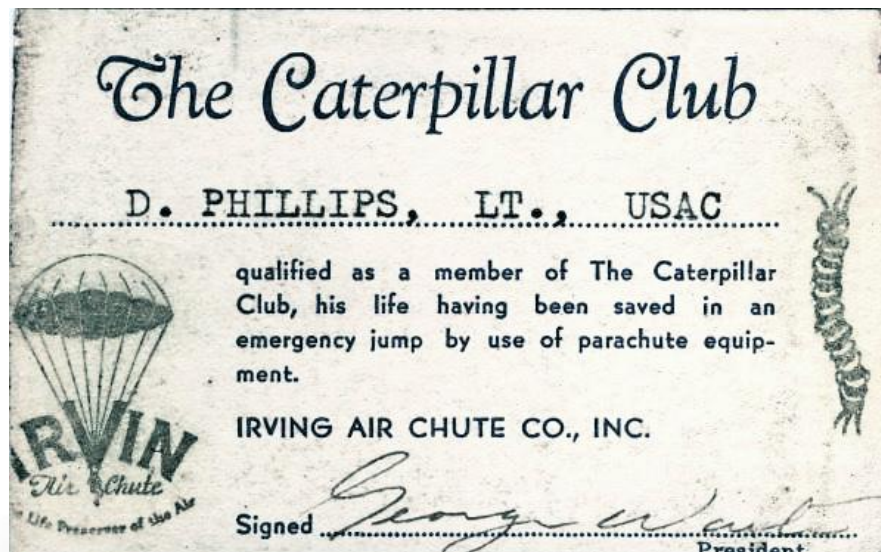 The Caterpillar Club
D. PHILLIPS, LT., USAC
qualified as a member of The Caterpillar
Club, his life having been saved in an
emergency jump by use of parachute equip-
ment.
IRVING AIR CHUTE CO., INC.
IRVIN
Air Chute
Life Preserver of the Air
Signed George
President